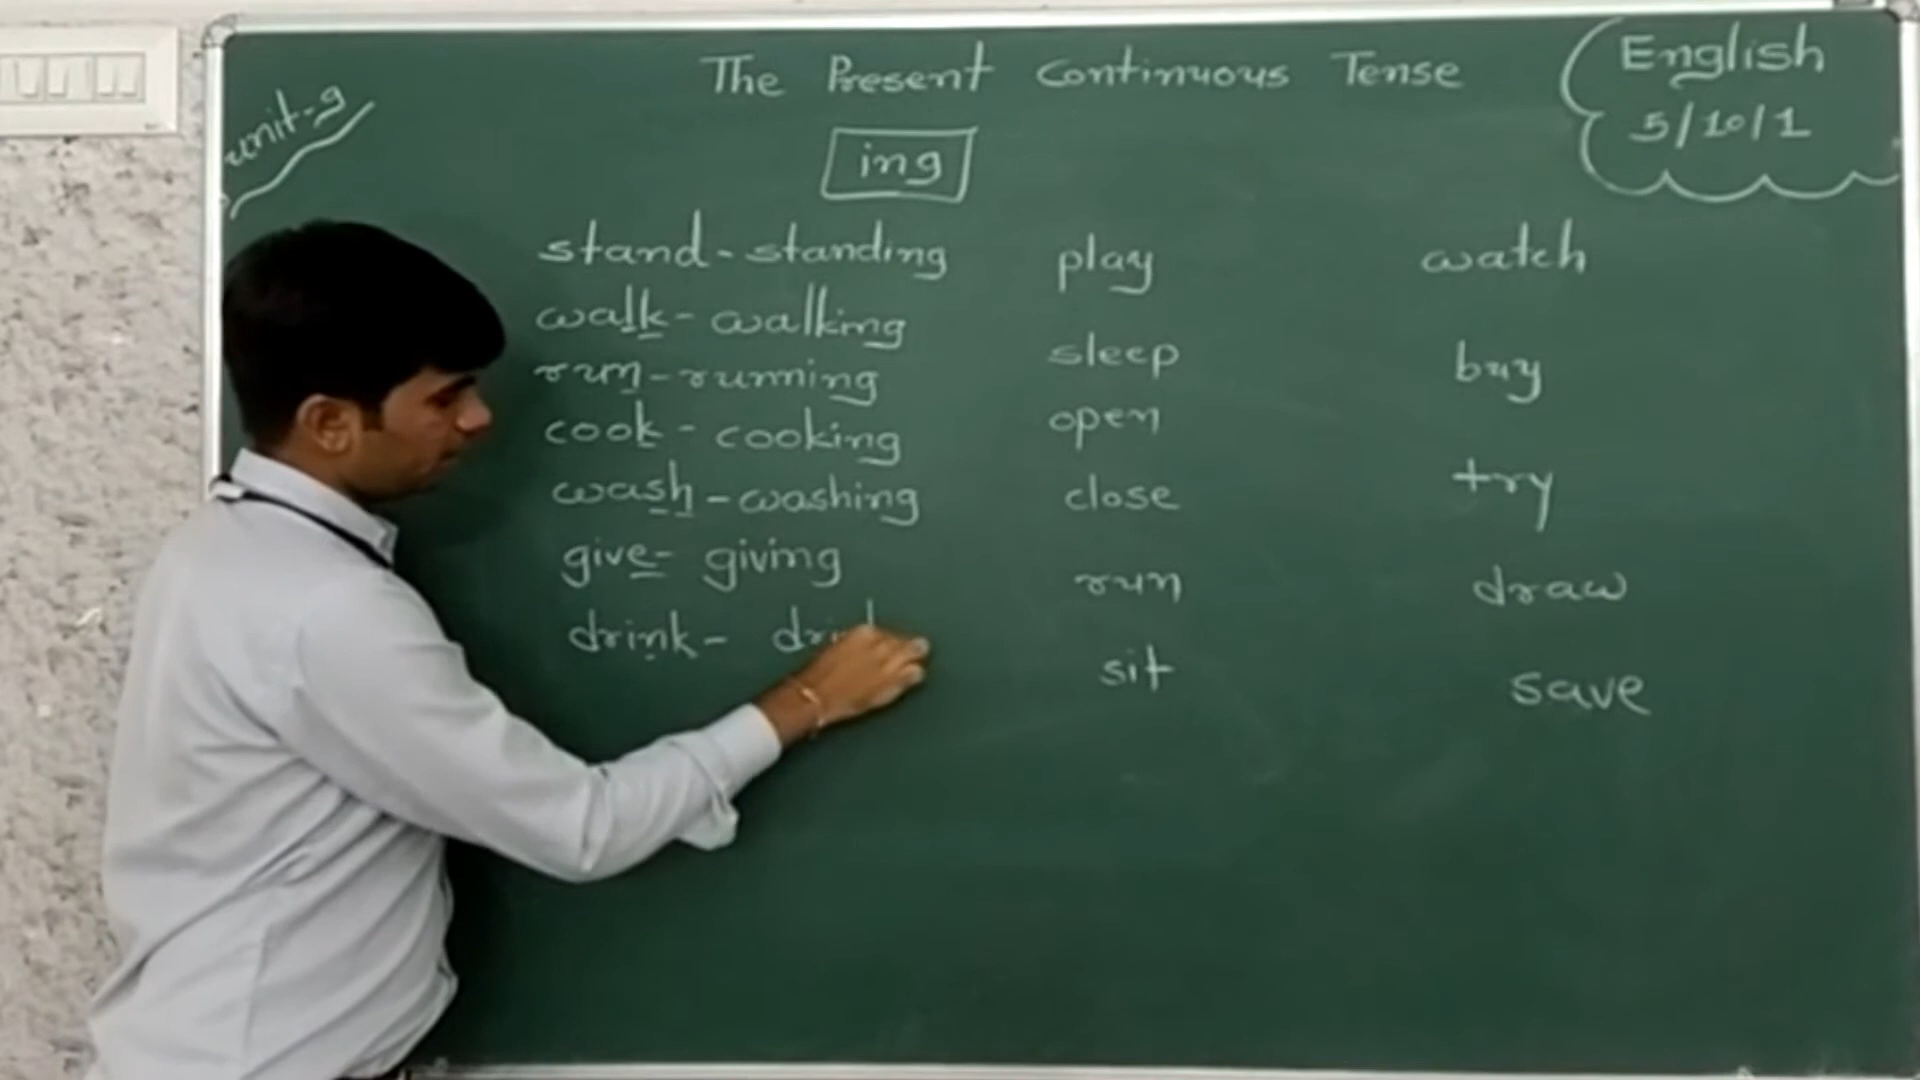 The Present Continuous Tense
English
5/10/1
unit-9
ing
stand - standing
walk - walking
run - running
cook - cooking
wash - washing
give - giving
drink -
play
sleep
open
close
run
sit
watch
buy
try
draw
save